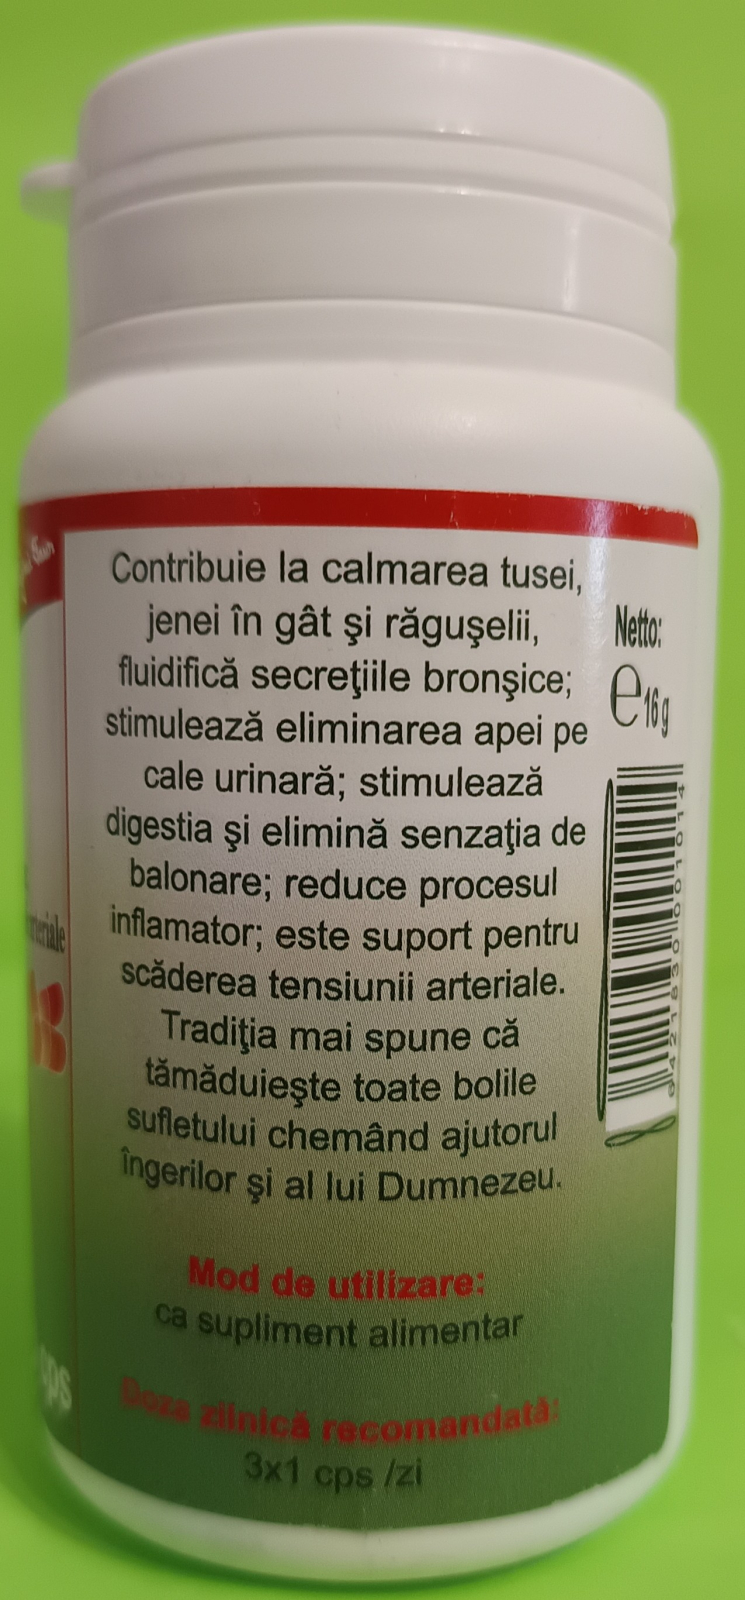 Contribuie la calmarea tusei,
jenei în gât şi răguşelii,
fluidifică secreţiile bronşice;
stimulează eliminarea apei pe
cale urinară; stimulează
digestia şi elimină senzaţia de
balonare; reduce procesul
inflamator; este suport pentru
scăderea tensiunii arteriale.
Tradiţia mai spune că
tămăduieşte toate bolile
sufletului chemând ajutorul
îngerilor şi al lui Dumnezeu.
Mod de utilizare:
ca supliment alimentar
Doza zilnică recomandată:
3x1 cps /zi
Netto:
e 16 g
cps